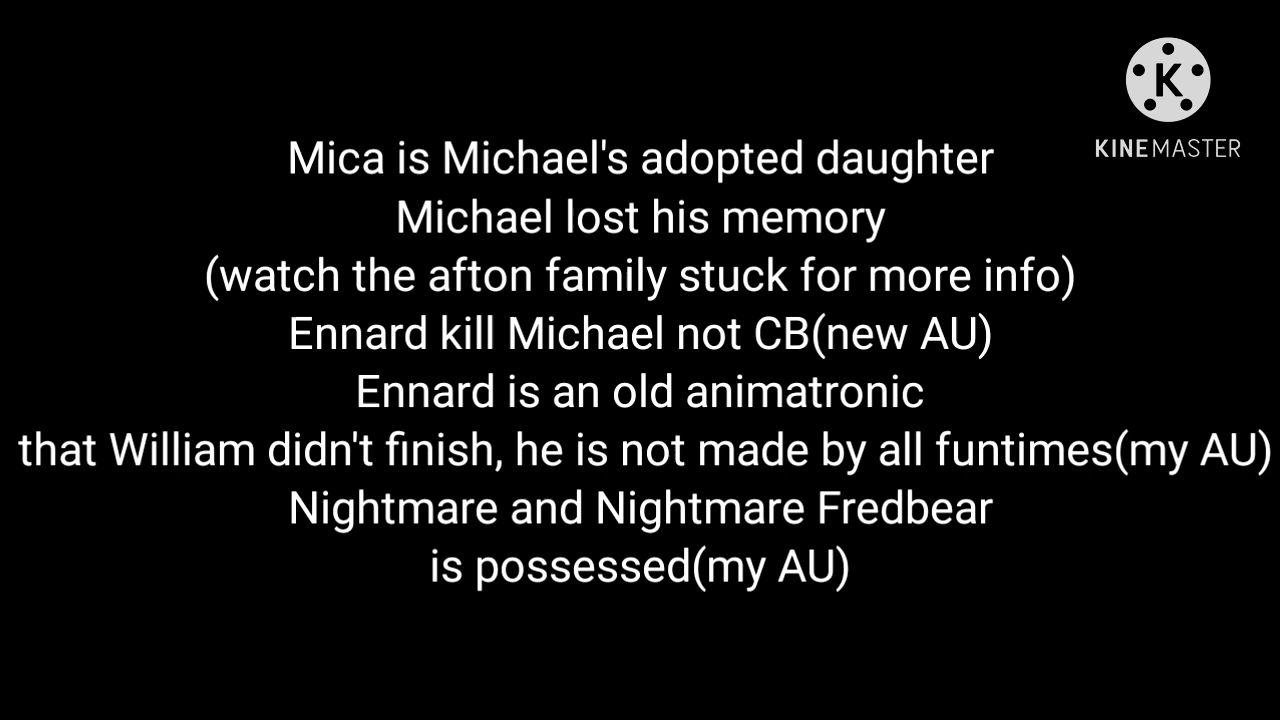 K
KINEMASTER
Mica is Michael's adopted daughter
Michael lost his memory
(watch the afton family stuck for more info)
Ennard kill Michael not CB(new AU)
Ennard is an old animatronic
that William didn't finish, he is not made by all funtimes(my AU)
Nightmare and Nightmare Fredbear
is possessed(my AU)